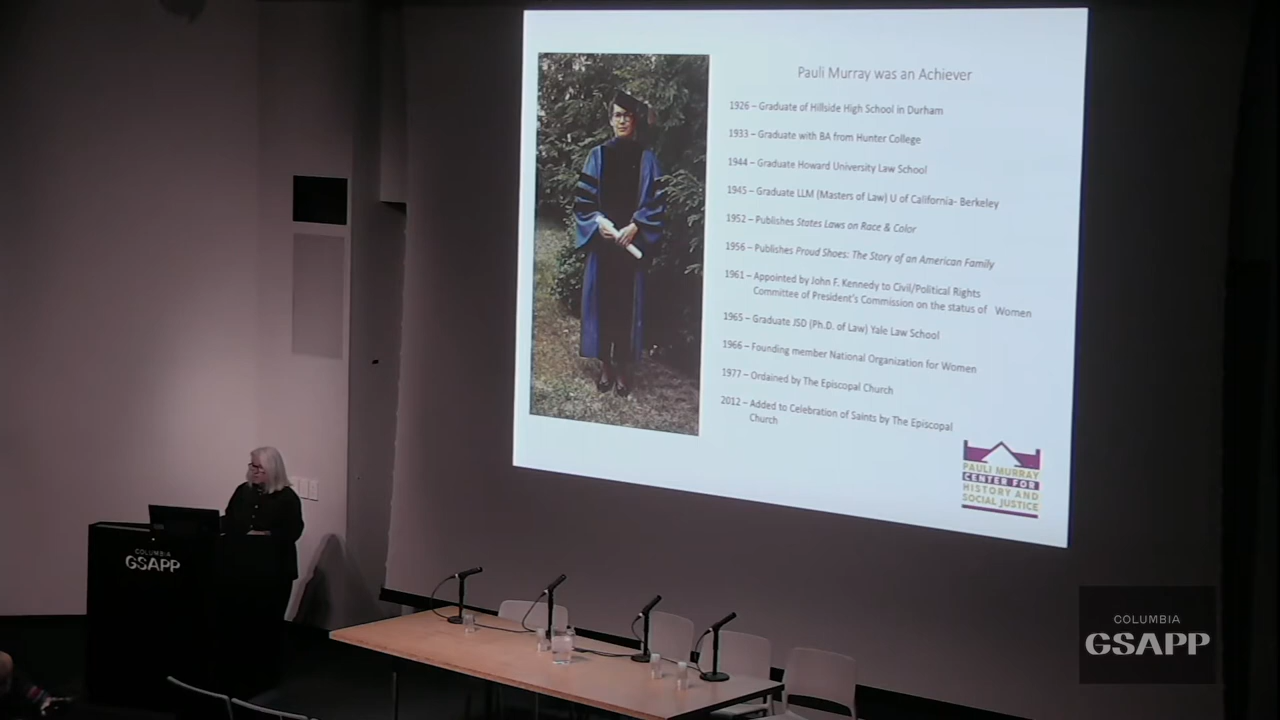 Pauli Murray was an Achiever
1926 – Graduate of Hillside High School in Durham
1933 – Graduate with BA from Hunter College
1944 – Graduate Howard University Law School
1945 – Graduate LLM (Masters of Law) U of California- Berkeley
1952 – Publishes States Laws on Race & Color
1956 – Publishes Proud Shoes: The Story of an American Family
1961 – Appointed by John F. Kennedy to Civil/Political Rights
Committee of President's Commission on the status of Women
1965 – Graduate JSD (Ph.D. of Law) Yale Law School
1966 – Founding member National Organization for Women
1977 – Ordained by The Episcopal Church
2012 – Added to Celebration of Saints by The Episcopal
Church
PAULI MURRAY
CENTER FOR
HISTORY AND
SOCIAL JUSTICE
COLUMBIA
GSAPP
COLUMBIA
GSAPP